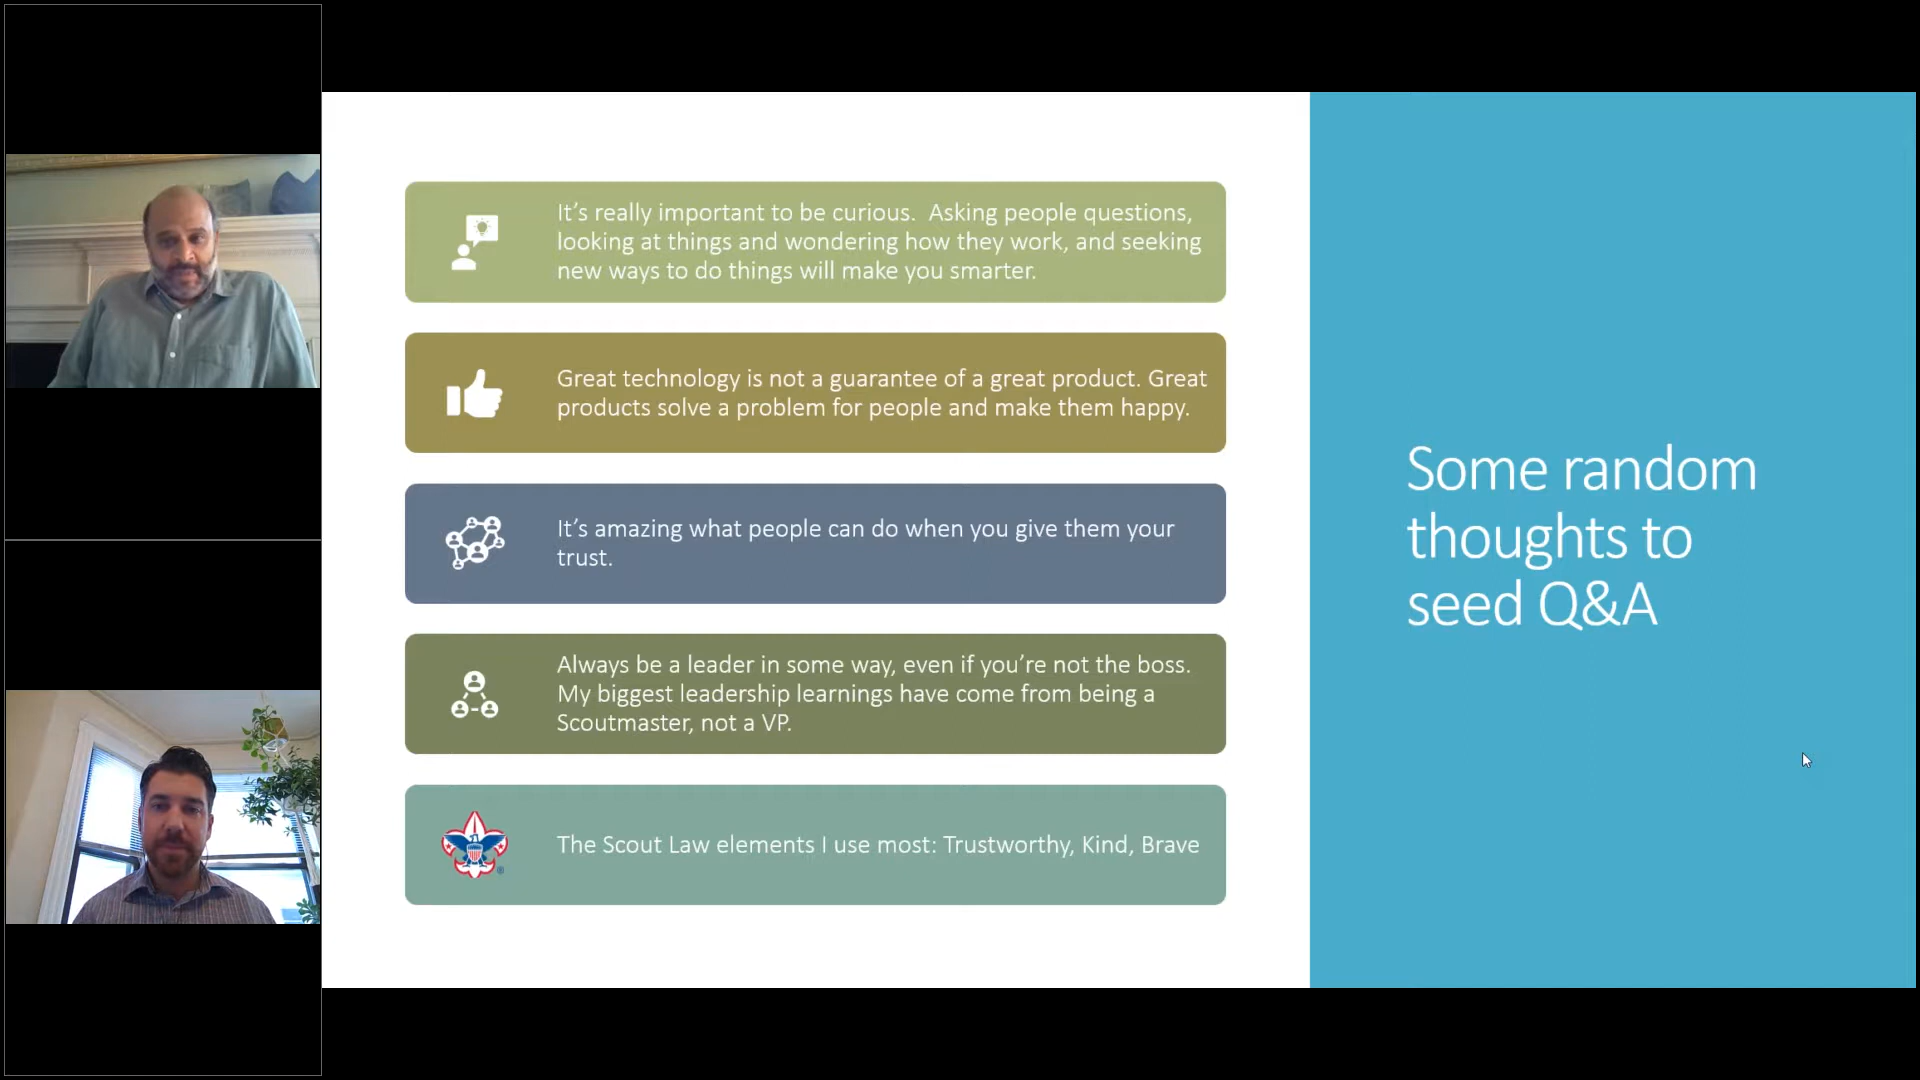 It’s really important to be curious.  Asking people questions,
looking at things and wondering how they work, and seeking
new ways to do things will make you smarter.
Great technology is not a guarantee of a great product. Great
products solve a problem for people and make them happy.
It’s amazing what people can do when you give them your
trust.
Always be a leader in some way, even if you’re not the boss.
My biggest leadership learnings have come from being a
Scoutmaster, not a VP.
The Scout Law elements I use most: Trustworthy, Kind, Brave
Some random
thoughts to
seed Q&A